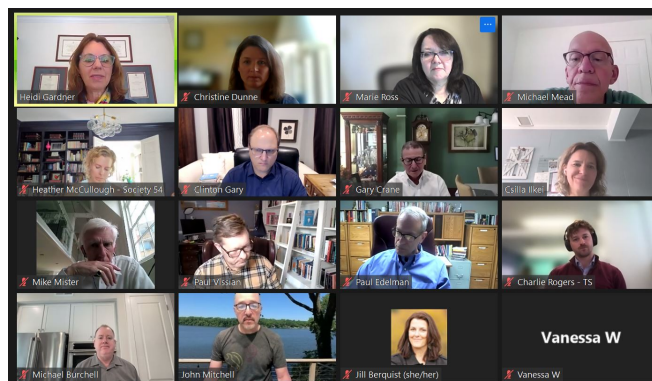 Heidi Gardner
Christine Dunne
Marie Ross
Michael Mead
Heather McCullough - Society 54
Clinton Gary
Gary Crane
Csilla Ilkei
Mike Mister
Paul Vissian
Paul Edelman
Charlie Rogers - TS
Michael Burchell
John Mitchell
Jill Berquist (she/her)
Vanessa W
Vanessa W